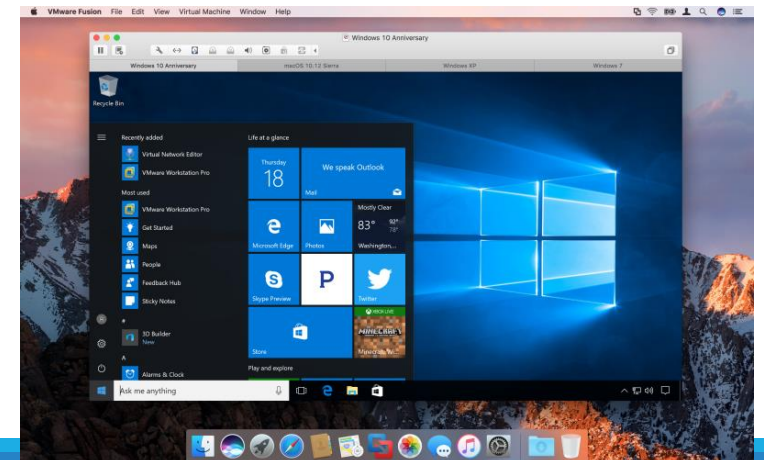 VMware Fusion File Edit View Virtual Machine Window Help
Windows 10 Anniversary
Windows 10 Anniversary macOS 10.12 Sierra Windows XP Windows 7
Recycle Bin
Recently added
Virtual Network Editor
VMware Workstation Pro
Most used
VMware Workstation Pro
Get Started
Maps
People
Feedback Hub
Sticky Notes
#
3D Builder
New
A
Alarms & Clock
Life at a glance
Thursday
18
We speak Outlook
Mail
Microsoft Edge
Photos
Mostly Clear
83° 92°
73°
Washington,...
Skype Preview
P
Twitter
Store
XBOX LIVE
MINECRAFT
Minecraft: Wi...
Play and explore
Ask me anything